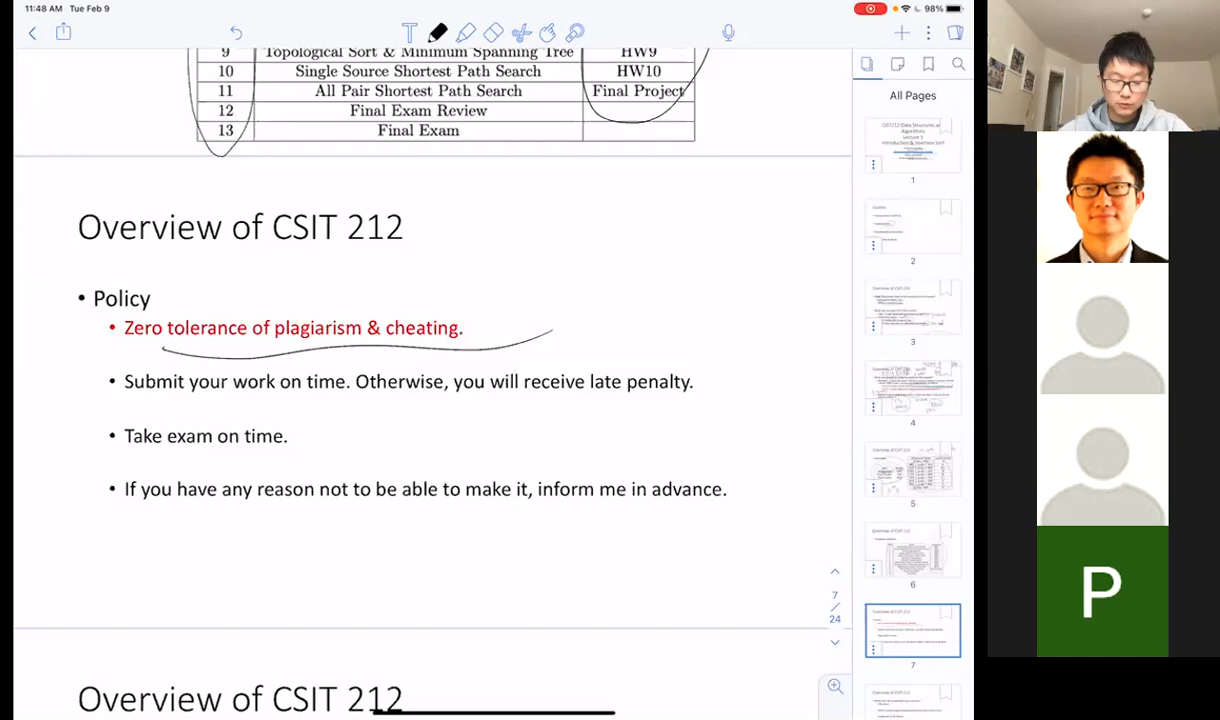 11:48 AM Tue Feb 9
98%
9 Topological Sort & Minimum Spanning Tree HW9
10 Single Source Shortest Path Search HW10
11 All Pair Shortest Path Search Final Project
12 Final Exam Review
13 Final Exam
Overview of CSIT 212
• Policy
• Zero tolerance of plagiarism & cheating.
• Submit your work on time. Otherwise, you will receive late penalty.
• Take exam on time.
• If you have any reason not to be able to make it, inform me in advance.
7
/
24
Overview of CSIT 212
All Pages
1
2
3
4
5
6
Overview of CSIT 212
7
P